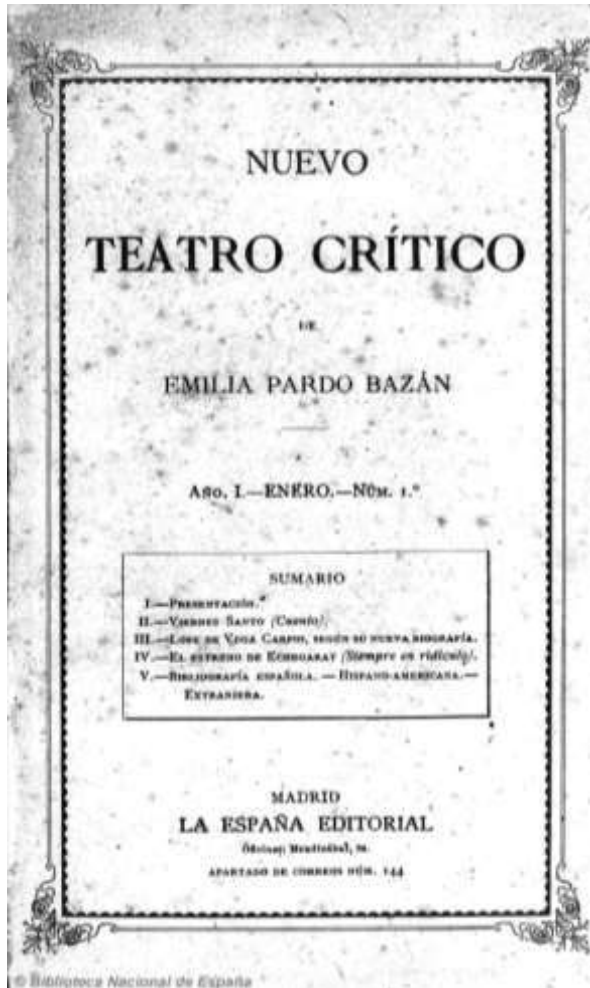 NUEVO
TEATRO CRÍTICO
DE
EMILIA PARDO BAZÁN
AÑO. I.—ENERO.—NÚM. 1.º
SUMARIO
I.—PRESENTACIÓN.
II.—VIERNES SANTO (Cuento).
III.—LOPE DE VEGA CARPIO, SEGÚN SU NUEVA BIOGRAFÍA.
IV.—EL ESTRENO DE ECHEGARAY (Siempre en ridículo).
V.—BIBLIOGRAFÍA ESPAÑOLA. — HISPANO-AMERICANA.—
EXTRANJERA.
MADRID
LA ESPAÑA EDITORIAL
Oficinas: Mendizábal,
APARTADO DE CORREOS NÚM. 144
© Biblioteca Nacional de España